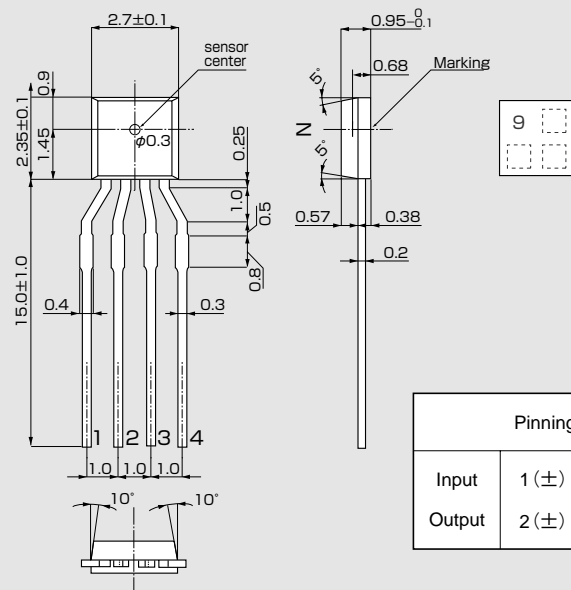 2.7±0.1
sensor
center
0.9
2.35±0.1
1.45
φ0.3
0.25
1.0
0.5
0.8
15.0±1.0
0.4
0.3
1 2 3 4
1.0 1.0 1.0
10° 10°
0.95 0 -0.1
0.68
Marking
5°
N
5°
0.57
0.38
0.2
9
Pinning
Input 1(±)
Output 2(±)